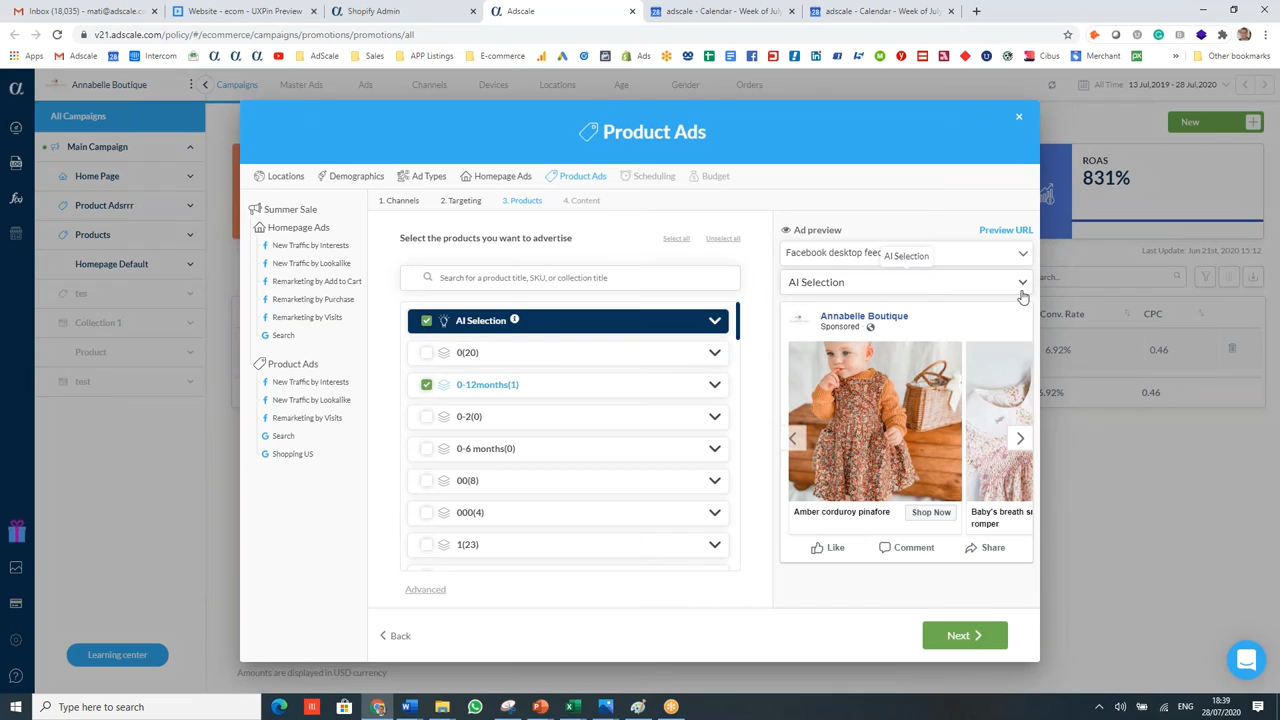 Inbox (18,035) - mati@adscale.c
Website - ecom - UXPin Preview
Shopify Admin
Adscale
adscale - Calendar - Week of July
adscale - Calendar - Week of July
v21.adscale.com/policy/#/ecommerce/campaigns/promotions/promotions/all
Apps
Adscale
Intercom
AdScale
Sales
APP Listings
E-commerce
Ads
Cibus
Merchant
Other bookmarks
Annabelle Boutique
Campaigns
Master Ads
Ads
Channels
Devices
Locations
Age
Gender
Orders
All Time 13 Jul,2019 - 28 Jul,2020
All Campaigns
New
Main Campaign
Home Page
Product Adsrrr
Products
Homepage Default
tes
Collection 1
Product
test
Learning center
ROAS
831%
Last Update: Jun 21st, 2020 15:12
Conv. Rate
CPC
6.92%
0.46
6.92%
0.46
Product Ads
Locations
Demographics
Ad Types
Homepage Ads
Product Ads
Scheduling
Budget
Summer Sale
Homepage Ads
New Traffic by Interests
New Traffic by Lookalike
Remarketing by Add to Cart
Remarketing by Purchase
Remarketing by Visits
Search
Product Ads
New Traffic by Interests
New Traffic by Lookalike
Remarketing by Visits
Search
Shopping US
1. Channels
2. Targeting
3. Products
4. Content
Select the products you want to advertise
Select all
Unselect all
Search for a product title, SKU, or collection title
AI Selection
0(20)
0-12months(1)
0-2(0)
0-6 months(0)
00(8)
000(4)
1(23)
Advanced
Back
Next
Ad preview
Preview URL
Facebook desktop feed
AI Selection
AI Selection
Annabelle Boutique
Sponsored
Amber corduroy pinafore
Shop Now
Baby's breath
romper
Like
Comment
Share
Amounts are displayed in USD currency
Type here to search
ENG
18:39
28/07/2020